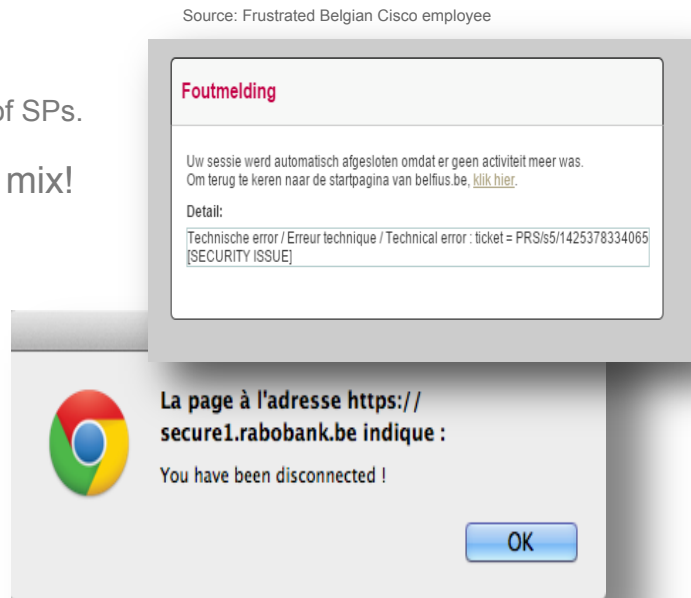 Source: Frustrated Belgian Cisco employee
of SPs.
mix!
Foutmelding
Uw sessie werd automatisch afgesloten omdat er geen activiteit meer was.
Om terug te keren naar de startpagina van belfius.be, klik hier.
Detail:
Technische error / Erreur technique / Technical error : ticket = PRS/s5/1425378334065
[SECURITY ISSUE]
La page à l'adresse https://
secure1.rabobank.be indique :
You have been disconnected !
OK